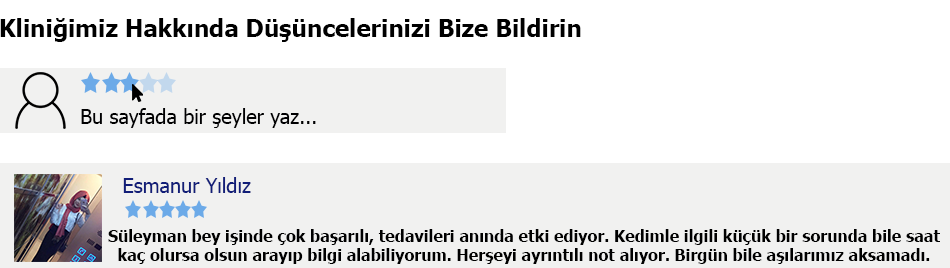 Kliniğimiz Hakkında Düşüncelerinizi Bize Bildirin
Bu sayfada bir şeyler yaz...
Esmanur Yıldız
Süleyman bey işinde çok başarılı, tedavileri anında etki ediyor. Kedimle ilgili küçük bir sorunda bile saat
kaç olursa olsun arayıp bilgi alabiliyorum. Herşeyi ayrıntılı not alıyor. Birgün bile aşılarımız aksamadı.